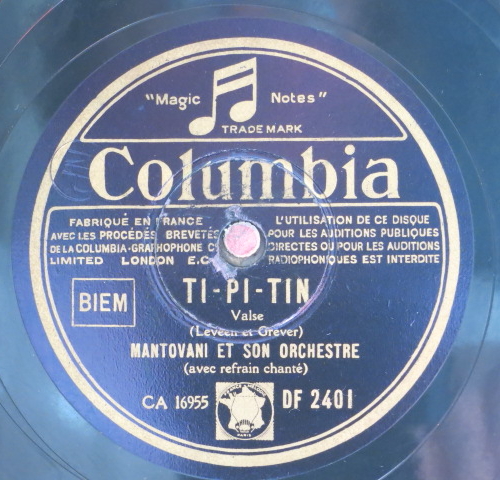 "Magic Notes"
TRADE MARK
Columbia
FABRIQUÉ EN FRANCE
AVEC LES PROCÉDÉS BREVETÉS
DE LA COLUMBIA-GRAPHOPHONE C
LIMITED LONDON E.C.
L'UTILISATION DE CE DISQUE
POUR LES AUDITIONS PUBLIQUES
DIRECTES OU POUR LES AUDITIONS
RADIOPHONIQUES EST INTERDITE
BIEM
TI-PI-TIN
Valse
(Leveen et Grever)
MANTOVANI ET SON ORCHESTRE
(avec refrain chanté)
CA 16955
DF 2401
PARIS